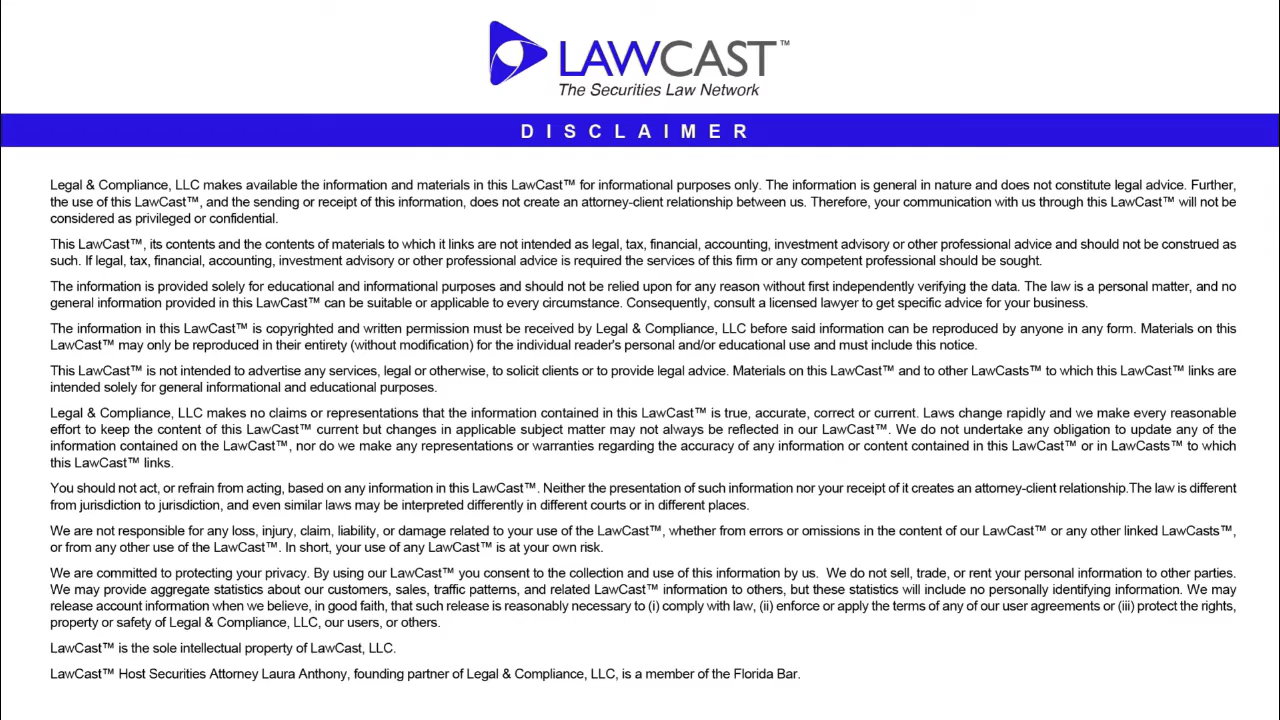 LAWCAST™
The Securities Law Network
DISCLAIMER
Legal & Compliance, LLC makes available the information and materials in this LawCast™ for informational purposes only. The information is general in nature and does not constitute legal advice. Further,
the use of this LawCast™, and the sending or receipt of this information, does not create an attorney-client relationship between us. Therefore, your communication with us through this LawCast™ will not be
considered as privileged or confidential.
This LawCast™, its contents and the contents of materials to which it links are not intended as legal, tax, financial, accounting, investment advisory or other professional advice and should not be construed as
such. If legal, tax, financial, accounting, investment advisory or other professional advice is required the services of this firm or any competent professional should be sought.
The information is provided solely for educational and informational purposes and should not be relied upon for any reason without first independently verifying the data. The law is a personal matter, and no
general information provided in this LawCast™ can be suitable or applicable to every circumstance. Consequently, consult a licensed lawyer to get specific advice for your business.
The information in this LawCast™ is copyrighted and written permission must be received by Legal & Compliance, LLC before said information can be reproduced by anyone in any form. Materials on this
LawCast™ may only be reproduced in their entirety (without modification) for the individual reader's personal and/or educational use and must include this notice.
This LawCast™ is not intended to advertise any services, legal or otherwise, to solicit clients or to provide legal advice. Materials on this LawCast™ and to other LawCasts™ to which this LawCast™ links are
intended solely for general informational and educational purposes.
Legal & Compliance, LLC makes no claims or representations that the information contained in this LawCast™ is true, accurate, correct or current. Laws change rapidly and we make every reasonable
effort to keep the content of this LawCast™ current but changes in applicable subject matter may not always be reflected in our LawCast™. We do not undertake any obligation to update any of the
information contained on the LawCast™, nor do we make any representations or warranties regarding the accuracy of any information or content contained in this LawCast™ or in LawCasts™ to which
this LawCast™ links.
You should not act, or refrain from acting, based on any information in this LawCast™. Neither the presentation of such information nor your receipt of it creates an attorney-client relationship.The law is different
from jurisdiction to jurisdiction, and even similar laws may be interpreted differently in different courts or in different places.
We are not responsible for any loss, injury, claim, liability, or damage related to your use of the LawCast™, whether from errors or omissions in the content of our LawCast™ or any other linked LawCasts™,
or from any other use of the LawCast™. In short, your use of any LawCast™ is at your own risk.
We are committed to protecting your privacy. By using our LawCast™ you consent to the collection and use of this information by us. We do not sell, trade, or rent your personal information to other parties.
We may provide aggregate statistics about our customers, sales, traffic patterns, and related LawCast™ information to others, but these statistics will include no personally identifying information. We may
release account information when we believe, in good faith, that such release is reasonably necessary to (i) comply with law, (ii) enforce or apply the terms of any of our user agreements or (iii) protect the rights,
property or safety of Legal & Compliance, LLC, our users, or others.
LawCast™ is the sole intellectual property of LawCast, LLC.
LawCast™ Host Securities Attorney Laura Anthony, founding partner of Legal & Compliance, LLC, is a member of the Florida Bar.